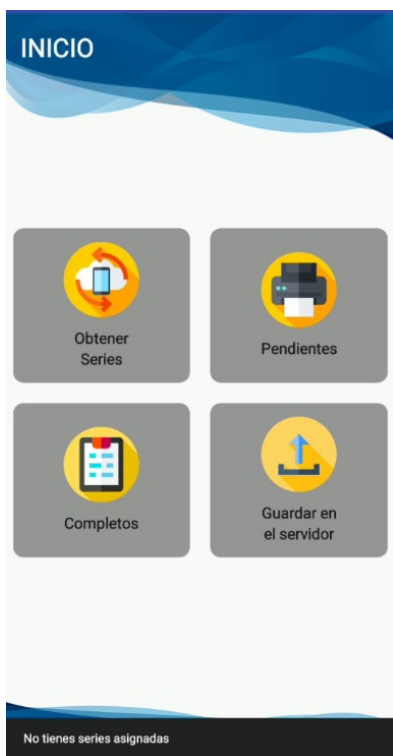 INICIO
Obtener
Series
Pendientes
Completos
Guardar en
el servidor
No tienes series asignadas